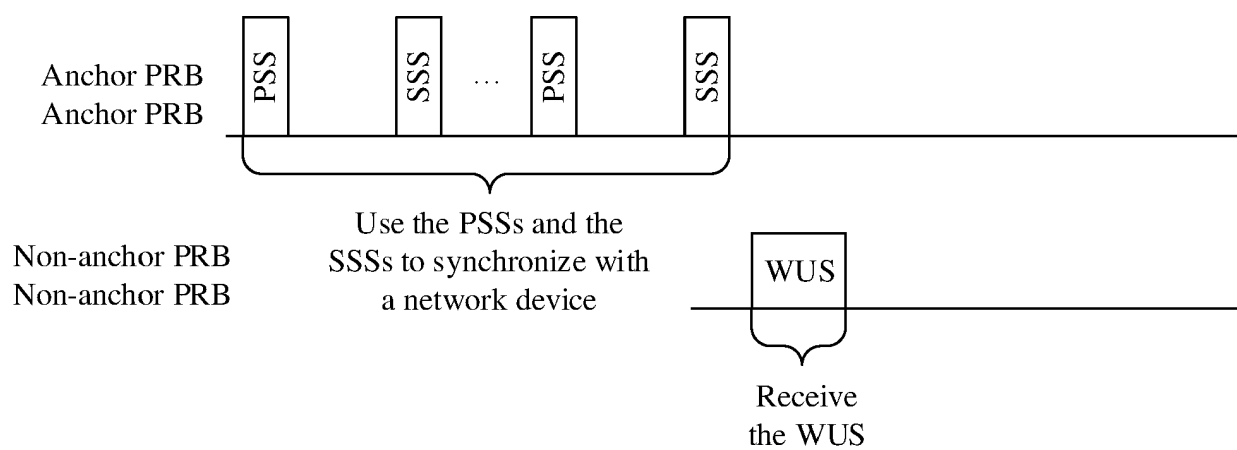 PSS
SSS
...
PSS
SSS
Anchor PRB
Anchor PRB
Use the PSSs and the
SSSs to synchronize with
a network device
Non-anchor PRB
Non-anchor PRB
WUS
Receive
the WUS